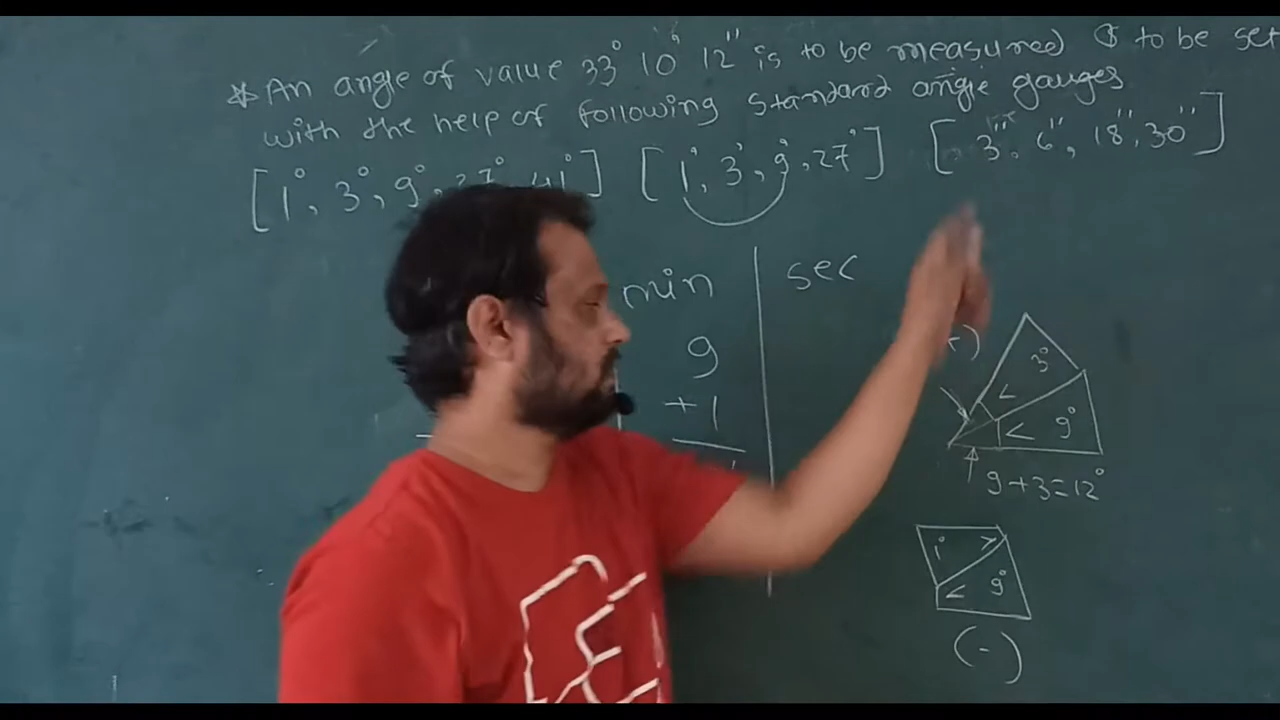 * An angle of value 33° 10' 12" is to be measured & to be set
with the help of following standard angle gauges
[1°, 3°, 9°, 27°, 41°] [1', 3', 9', 27'] [3", 6", 18", 30"]
min sec
9
+ 1
3°
< 9°
<
9+3=12°
1° >
< 9°
(-)